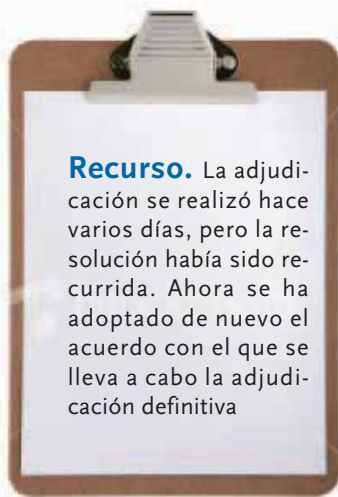 Recurso. La adjudi-
cación se realizó hace
varios días, pero la re-
solución había sido re-
currida. Ahora se ha
adoptado de nuevo el
acuerdo con el que se
lleva a cabo la adjudi-
cación definitiva